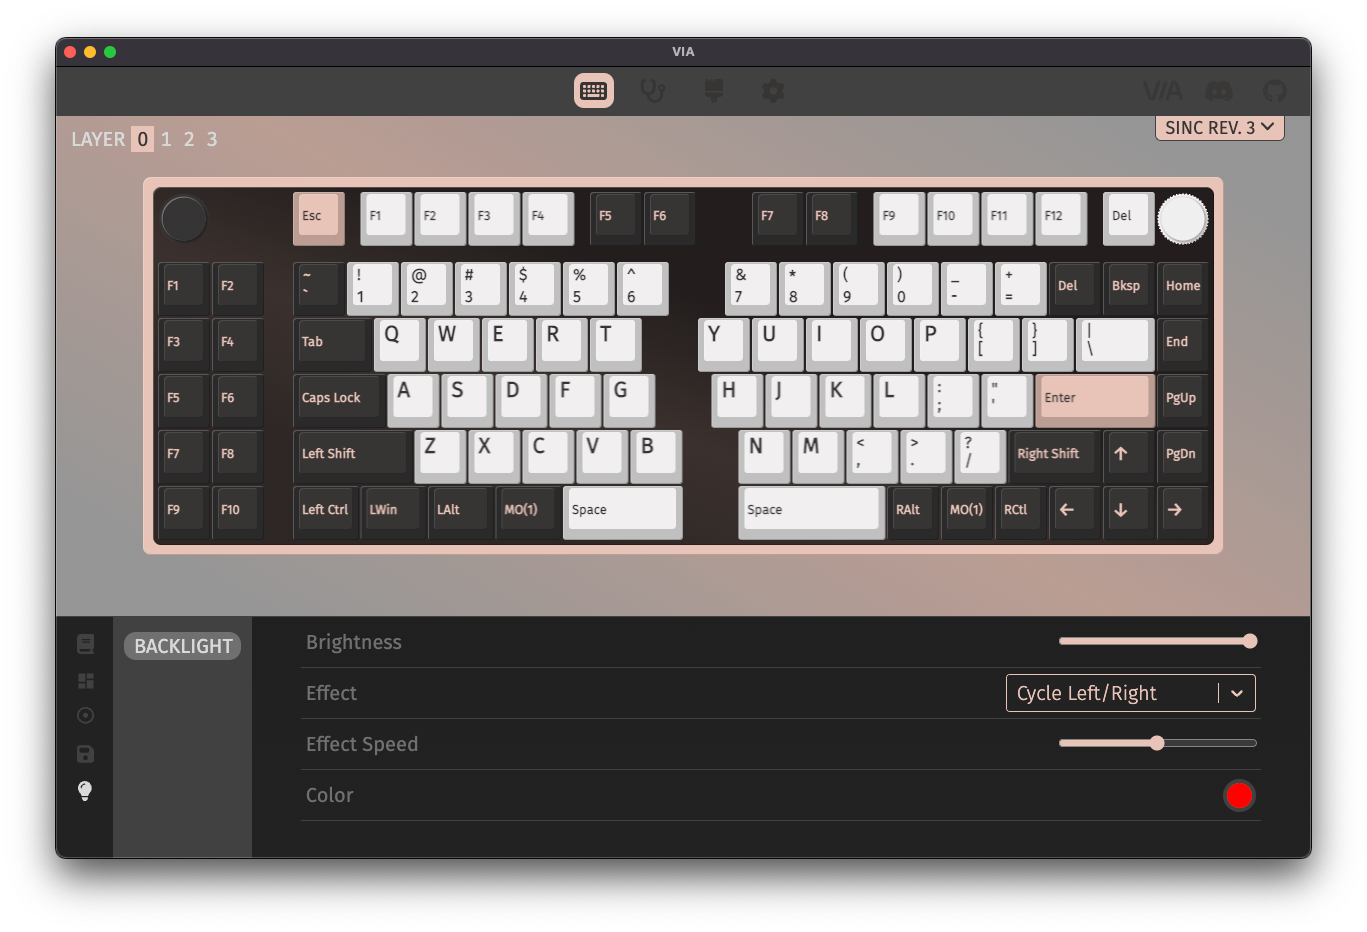 VIA
VIA
LAYER 0 1 2 3
SINC REV. 3
Esc F1 F2 F3 F4 F5 F6 F7 F8 F9 F10 F11 F12 Del
F1 F2 ~ ! @ # $ % ^ & * ( ) _ + Del Bksp Home
` 1 2 3 4 5 6 7 8 9 0 - =
F3 F4 Tab Q W E R T Y U I O P { } | End
[ ] \
F5 F6 Caps Lock A S D F G H J K L : " Enter PgUp
; '
F7 F8 Left Shift Z X C V B N M < > ? Right Shift ↑ PgDn
, . /
F9 F10 Left Ctrl LWin LAlt MO(1) Space Space RAlt MO(1) RCtl ← ↓ →
BACKLIGHT
Brightness
Effect Cycle Left/Right
Effect Speed
Color